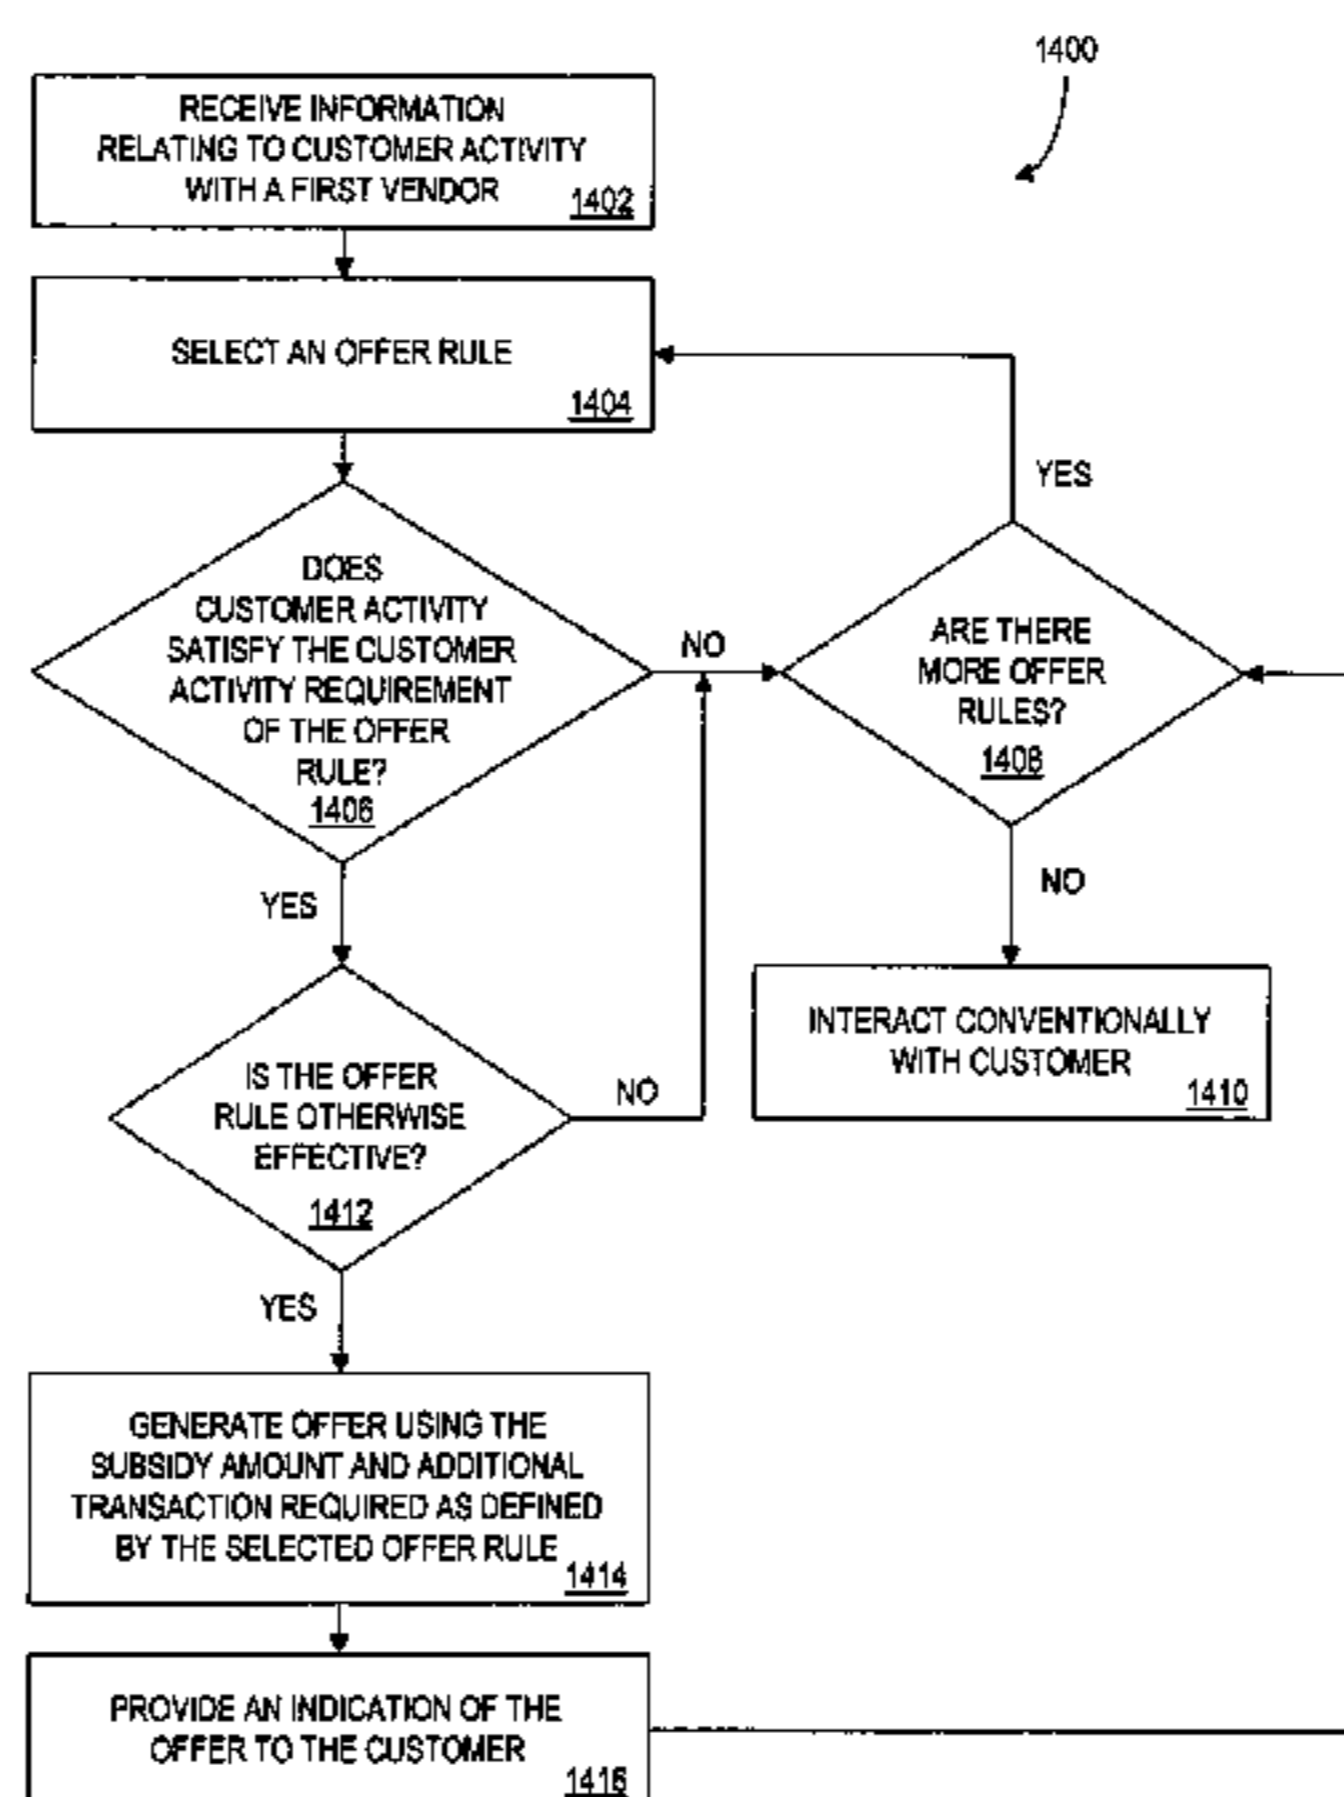 1400
RECEIVE INFORMATION
RELATING TO CUSTOMER ACTIVITY
WITH A FIRST VENDOR
1402
SELECT AN OFFER RULE
1404
YES
DOES
CUSTOMER ACTIVITY
SATISFY THE CUSTOMER
ACTIVITY REQUIREMENT
OF THE OFFER
RULE?
1406
NO
ARE THERE
MORE OFFER
RULES?
1408
YES
NO
IS THE OFFER
RULE OTHERWISE
EFFECTIVE?
1412
NO
INTERACT CONVENTIONALLY
WITH CUSTOMER
1410
YES
GENERATE OFFER USING THE
SUBSIDY AMOUNT AND ADDITIONAL
TRANSACTION REQUIRED AS DEFINED
BY THE SELECTED OFFER RULE
1414
PROVIDE AN INDICATION OF THE
OFFER TO THE CUSTOMER
1416